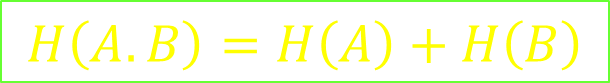 H(A.B) = H(A) + H(B)